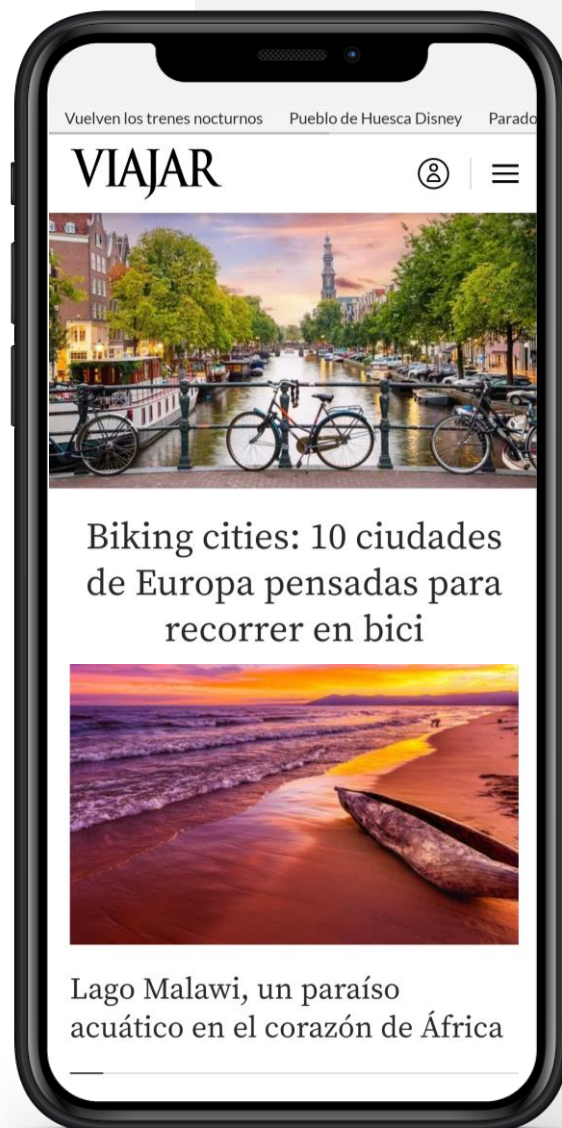 Vuelven los trenes nocturnos Pueblo de Huesca Disney
VIAJAR
Biking cities: 10 ciudades
de Europa pensadas para
recorrer en bici
Lago Malawi, un paraíso
acuático en el corazón de África